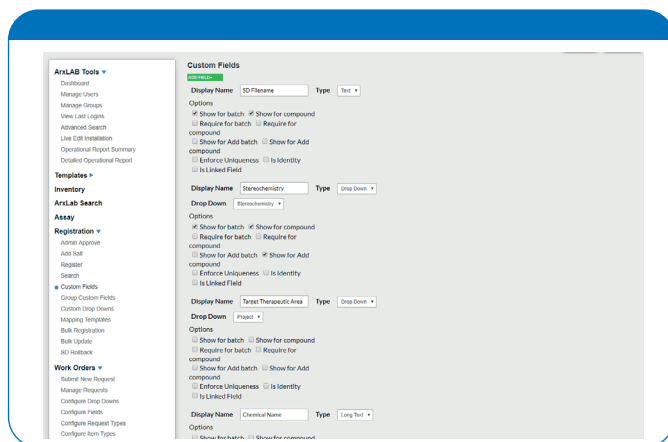 ArxLAB Tools ▼
Dashboard
Manage Users
Manage Groups
View Last Logins
Advanced Search
Live Edit Installation
Operational Report Summary
Detailed Operational Report
Templates ▶
Inventory
ArxLab Search
Assay
Registration ▼
Admin Approve
Add Salt
Register
Search
Custom Fields
Group Custom Fields
Custom Drop Downs
Mapping Templates
Bulk Registration
Bulk Update
SD Rollback
Work Orders ▼
Submit New Request
Manage Requests
Configure Drop Downs
Configure Fields
Configure Request Types
Configure Item Types
Custom Fields
ADD FIELD+
Display Name SD Filename Type Text
Options
Show for batch Show for compound
Require for batch Require for
compound
Show for Add batch Show for Add
compound
Enforce Uniqueness Is Identity
Is Linked Field
Display Name Stereochemistry Type Drop Down
Drop Down Stereochemistry
Options
Show for batch Show for compound
Require for batch Require for
compound
Show for Add batch Show for Add
compound
Enforce Uniqueness Is Identity
Is Linked Field
Display Name Target Therapeutic Area Type Drop Down
Drop Down Project
Options
Show for batch Show for compound
Require for batch Require for
compound
Show for Add batch Show for Add
compound
Enforce Uniqueness Is Identity
Is Linked Field
Display Name Chemical Name Type Long Text
Options
Show for batch Show for compound